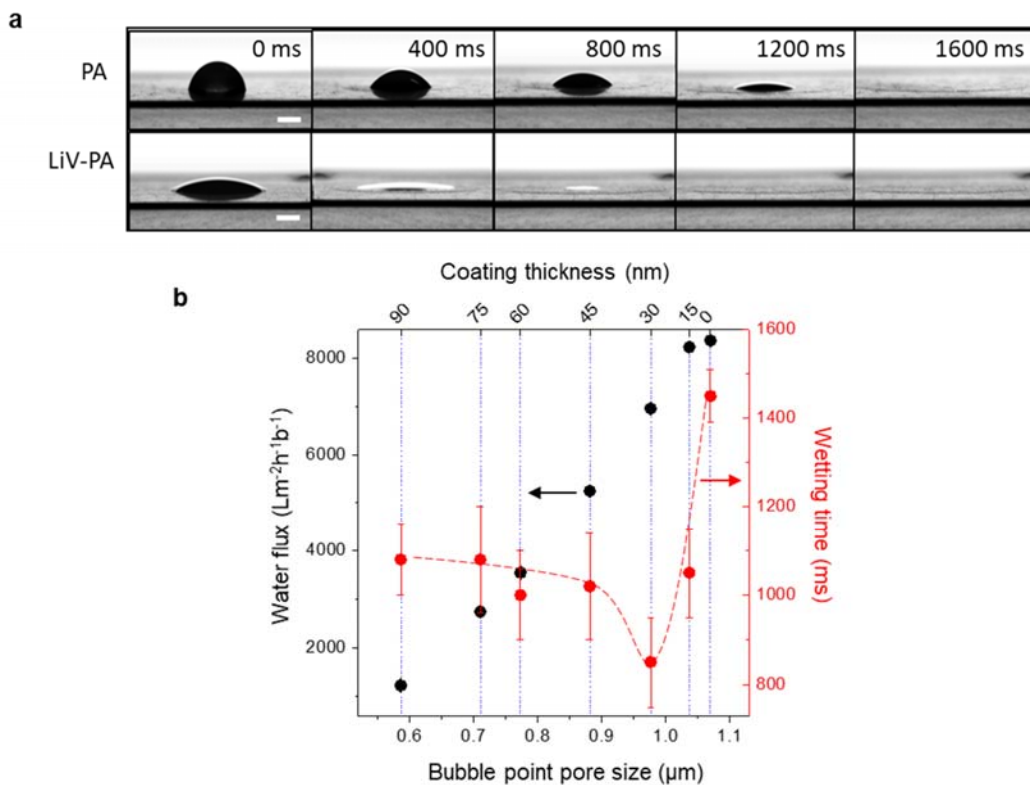 a
0 ms 400 ms 800 ms 1200 ms 1600 ms
PA
LiV-PA
b
Coating thickness (nm)
90 75 60 45 30 15 0
8000
6000
4000
2000
Water flux (Lm⁻²h⁻¹b⁻¹)
1600
1400
1200
1000
800
Wetting time (ms)
0.6 0.7 0.8 0.9 1.0 1.1
Bubble point pore size (μm)